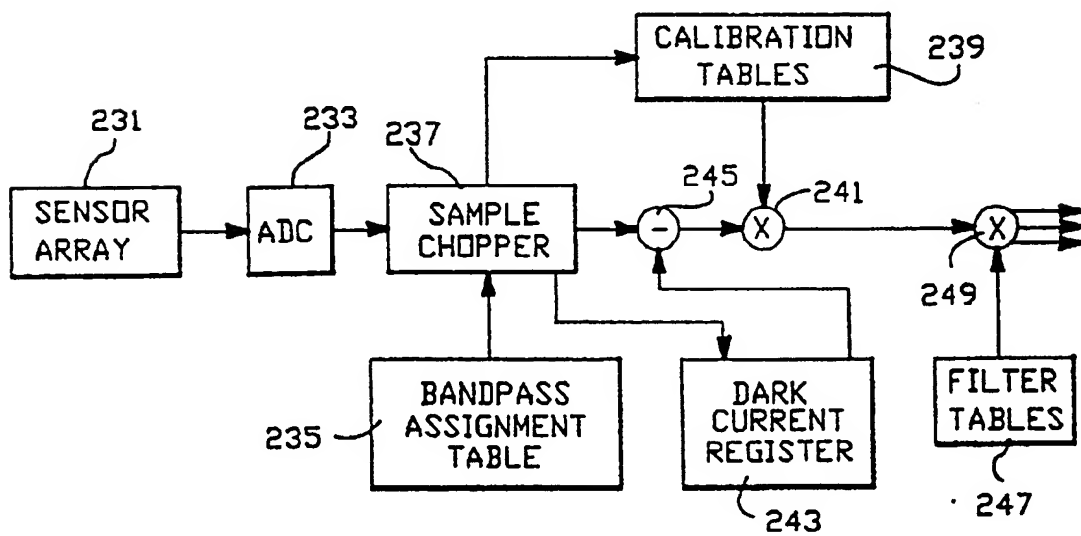 CALIBRATION
TABLES
239
231
233
237
SENSOR
ARRAY
ADC
SAMPLE
CHOPPER
245
-
X
241
X
249
BANDPASS
ASSIGNMENT
TABLE
235
DARK
CURRENT
REGISTER
243
FILTER
TABLES
247